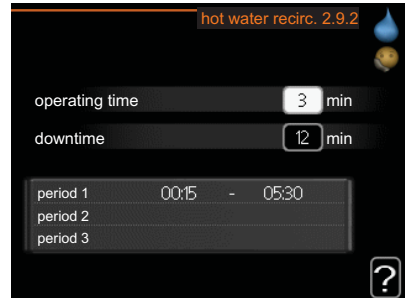 hot water recirc. 2.9.2
operating time 3 min
downtime 12 min
period 1 00:15 - 05:30
period 2
period 3
?